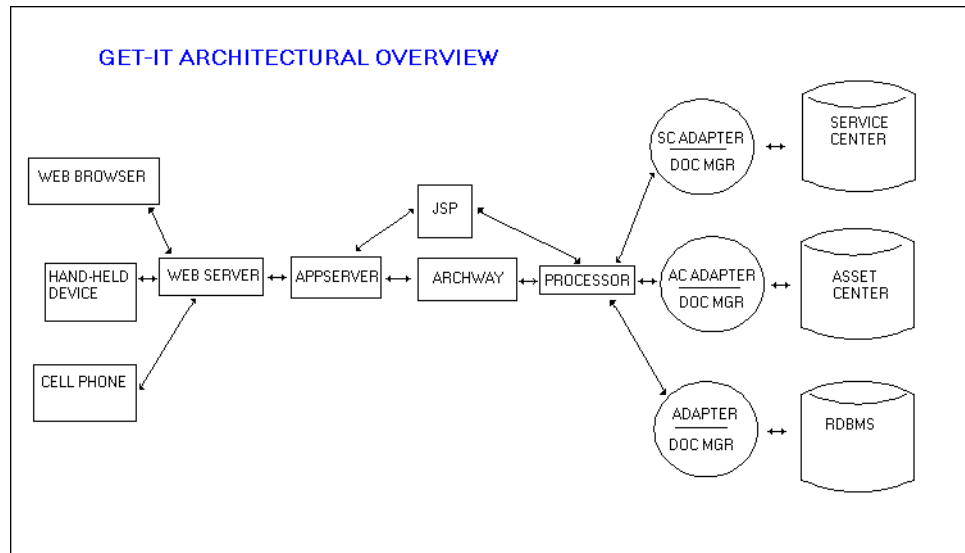 GET-IT ARCHITECTURAL OVERVIEW
WEB BROWSER
HAND-HELD
DEVICE
CELL PHONE
WEB SERVER
APPSERVER
JSP
ARCHWAY
PROCESSOR
SC ADAPTER
DOC MGR
SERVICE
CENTER
AC ADAPTER
DOC MGR
ASSET
CENTER
ADAPTER
DOC MGR
RDBMS